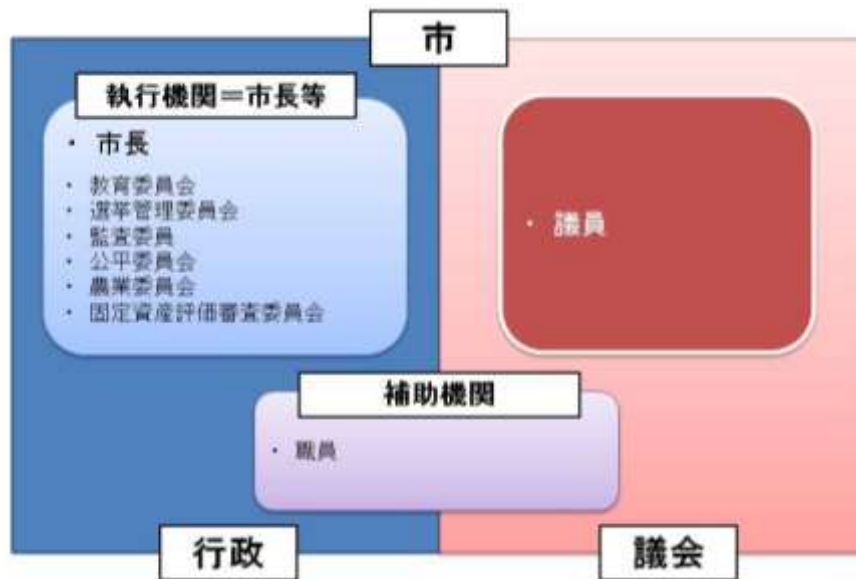 市
執行機関＝市長等
・ 市長
・ 教育委員会
・ 選挙管理委員会
・ 監査委員
・ 公平委員会
・ 農業委員会
・ 固定資産評価審査委員会
・ 議員
補助機関
・ 職員
行政
議会